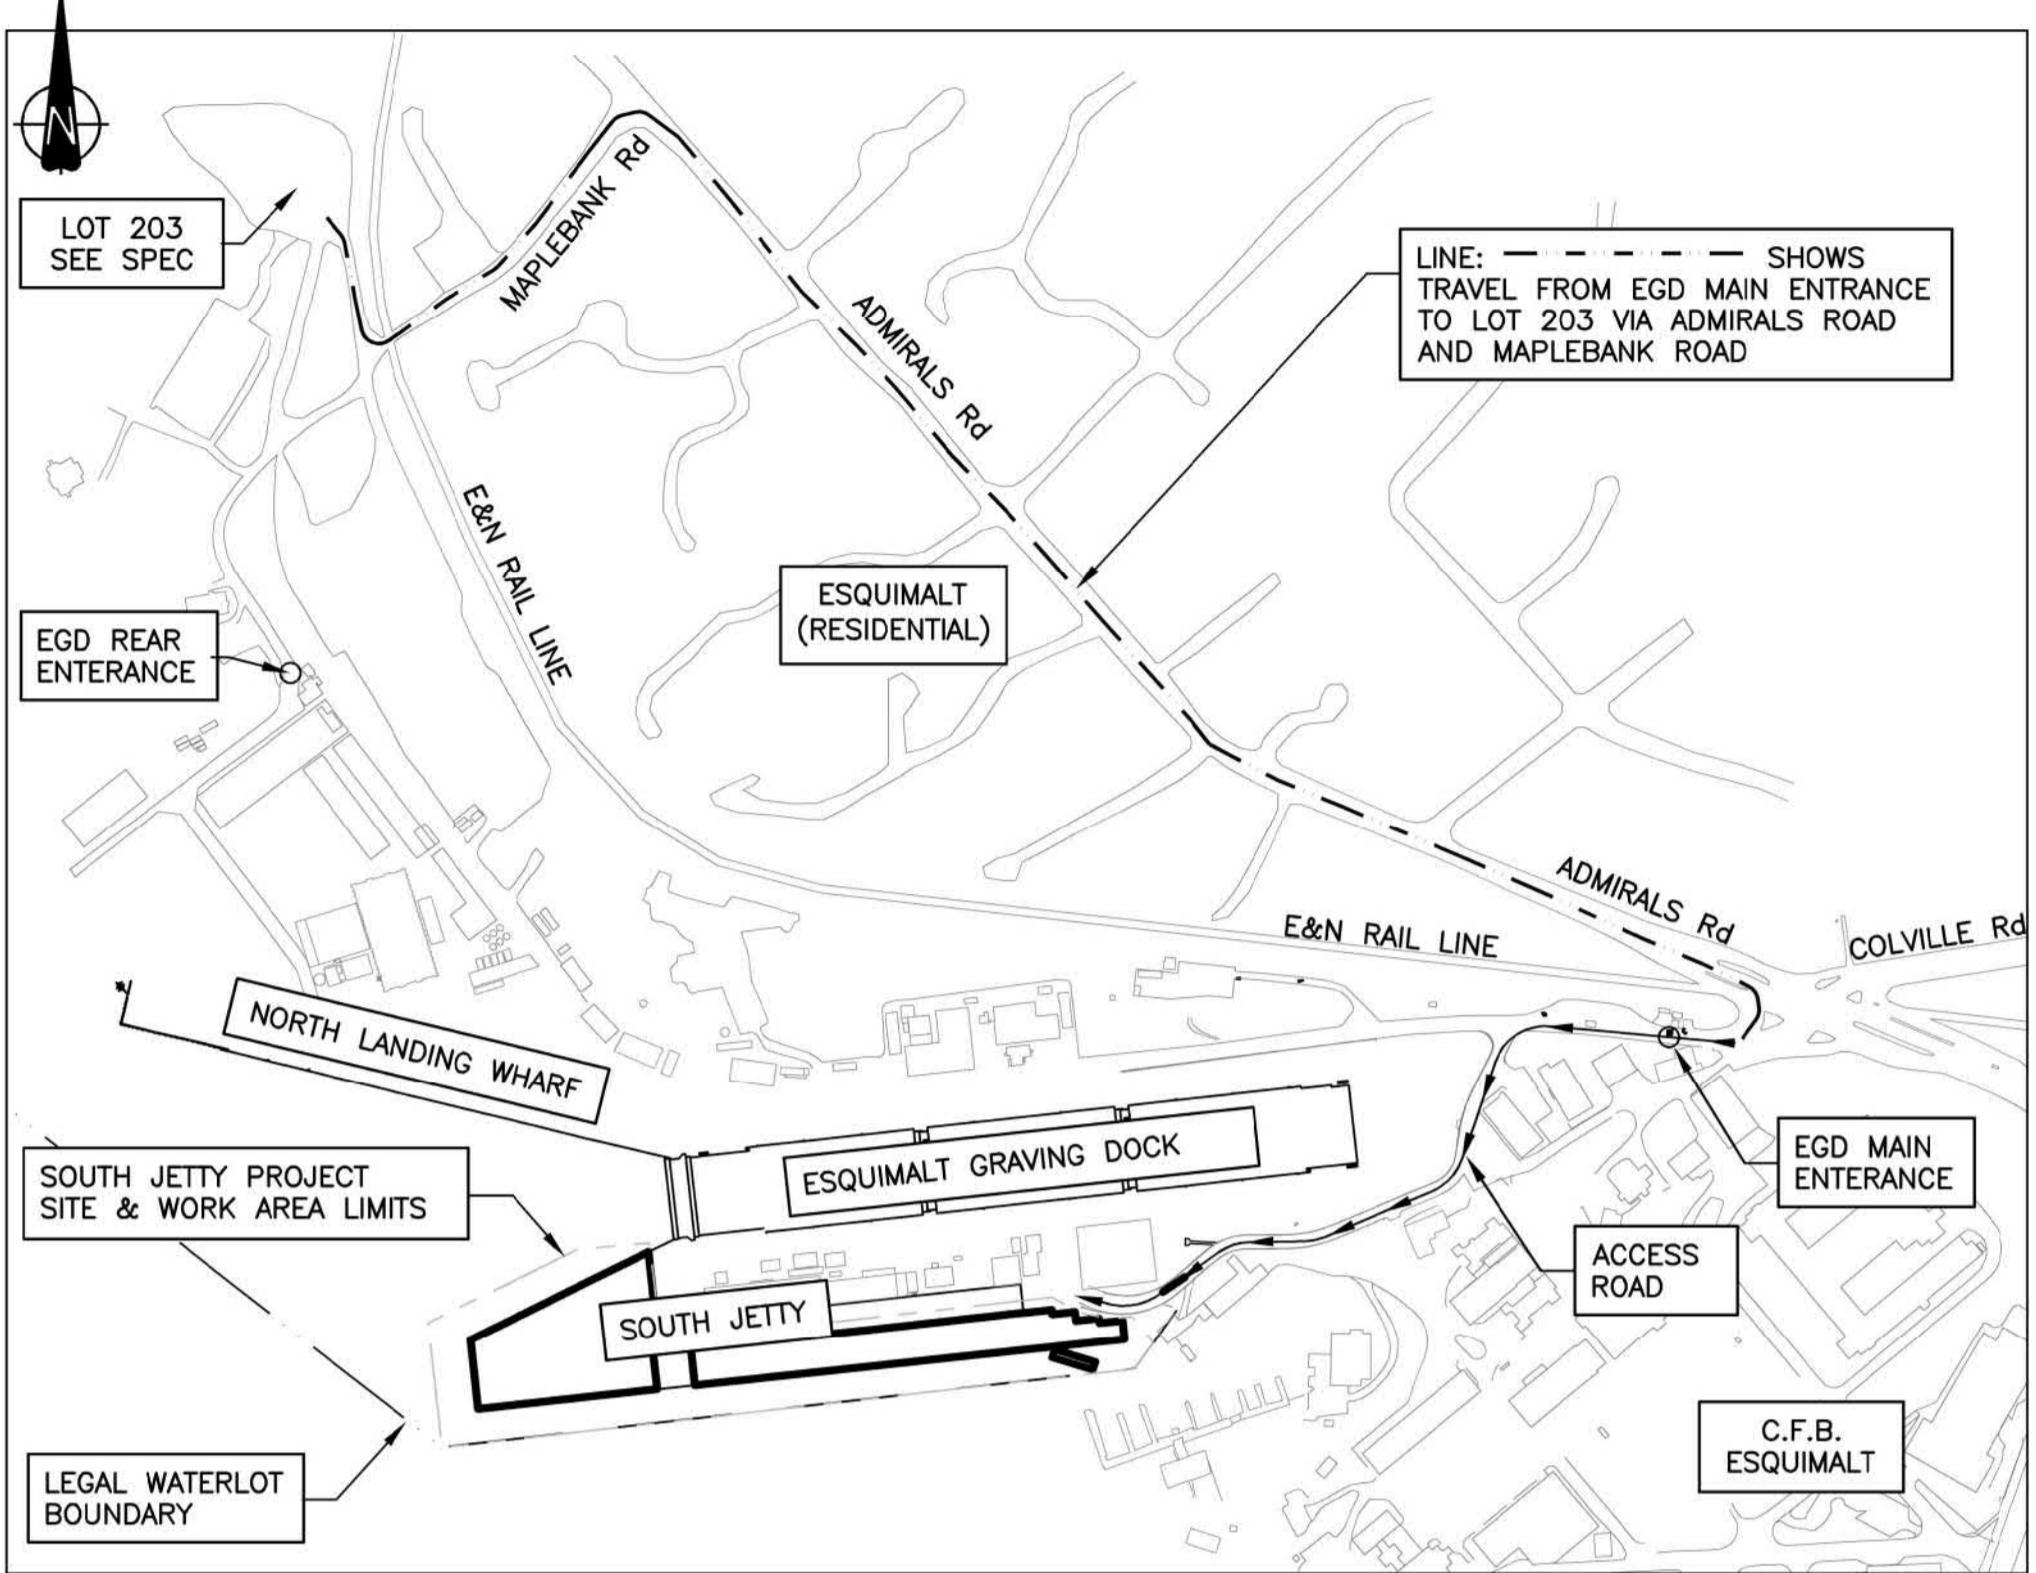 N
LOT 203
SEE SPEC
MAPLEBANK Rd
ADMIRALS Rd
LINE: SHOWS
TRAVEL FROM EGD MAIN ENTRANCE
TO LOT 203 VIA ADMIRALS ROAD
AND MAPLEBANK ROAD
E&N RAIL LINE
ESQUIMALT
(RESIDENTIAL)
EGD REAR
ENTERANCE
ADMIRALS Rd
E&N RAIL LINE
COLVILLE Rd
NORTH LANDING WHARF
ESQUIMALT GRAVING DOCK
EGD MAIN
ENTERANCE
SOUTH JETTY PROJECT
SITE & WORK AREA LIMITS
ACCESS
ROAD
SOUTH JETTY
C.F.B.
ESQUIMALT
LEGAL WATERLOT
BOUNDARY